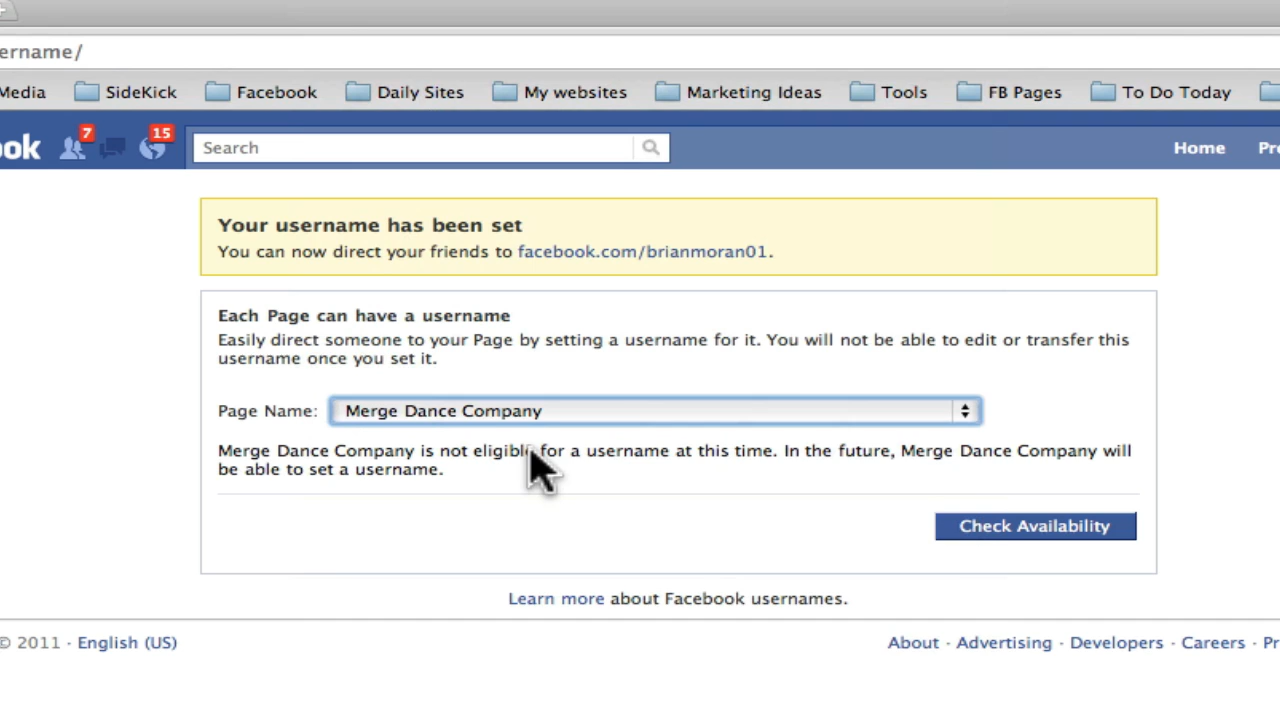 ername/
Media SideKick Facebook Daily Sites My websites Marketing Ideas Tools FB Pages To Do Today
ook 7 15 Search Home Pr
Your username has been set
You can now direct your friends to facebook.com/brianmoran01.
Each Page can have a username
Easily direct someone to your Page by setting a username for it. You will not be able to edit or transfer this
username once you set it.
Page Name: Merge Dance Company
Merge Dance Company is not eligible for a username at this time. In the future, Merge Dance Company will
be able to set a username.
Check Availability
Learn more about Facebook usernames.
© 2011 · English (US) About · Advertising · Developers · Careers · Pr